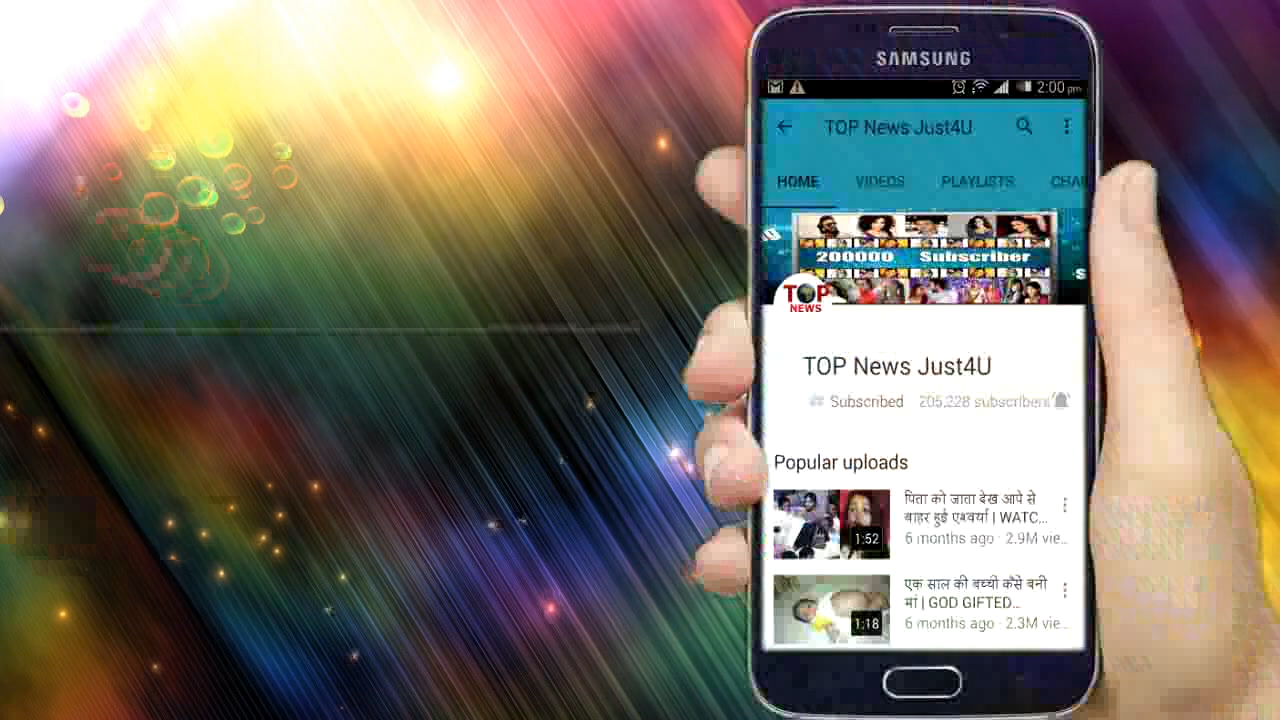 SAMSUNG
2:00 pm
TOP News Just4U
HOME VIDEOS PLAYLISTS CHA
200000 Subscriber
TOP
NEWS
TOP News Just4U
Subscribed 205,228 subscribers
Popular uploads
पिता को जाता देख आपे से
बाहर हुई एश्वर्या | WATC...
1:52
6 months ago · 2.9M vie...
एक साल की बच्ची कैसे बनी
मां | GOD GIFTED...
1:18
6 months ago · 2.3M vie...